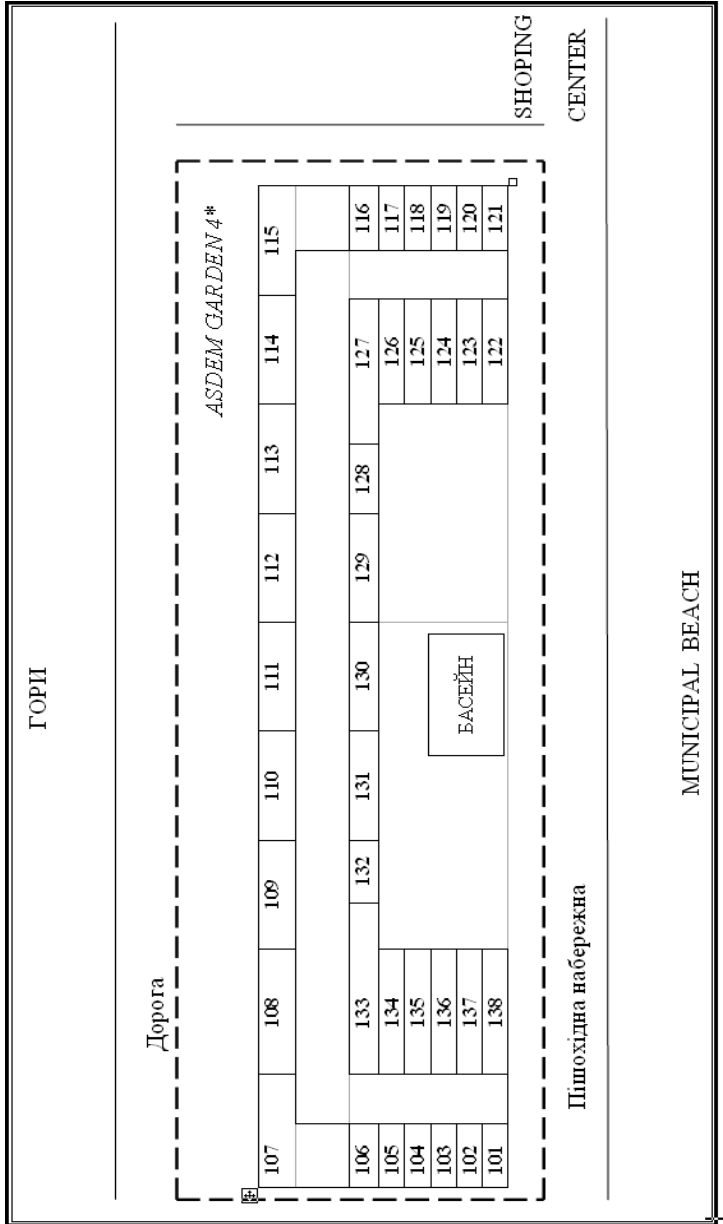 ГОРИ
Дорога
ASDEM GARDEN 4*
107 108 109 110 111 112 113 114 115
106 133 132 131 130 129 128 127 116
105 134 126 117
104 135 125 118
103 136 124 119
БАСЕЙН
102 137 123 120
101 138 122 121
SHOPING
Пішохідна набережна CENTER
MUNICIPAL BEACH